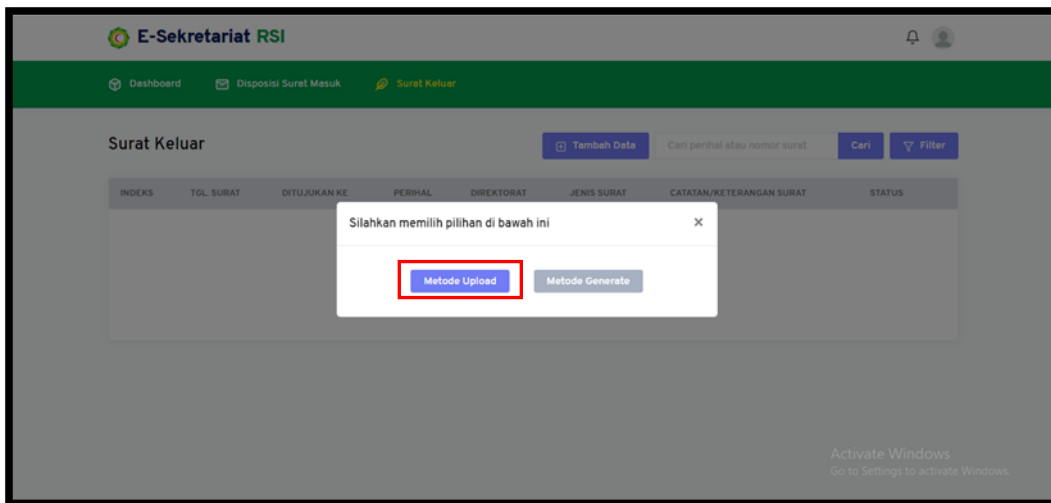 E-Sekretariat RSI
Dashboard Disposisi Surat Masuk Surat Keluar
Surat Keluar Tambah Data Cari perihal atau nomor surat Cari Filter
INDEKS TGL. SURAT DITUJUKAN KE PERIHAL DIREKTORAT JENIS SURAT CATATAN/KETERANGAN SURAT STATUS
Silahkan memilih pilihan di bawah ini ×
Metode Upload Metode Generate
Activate Windows
Go to Settings to activate Windows.